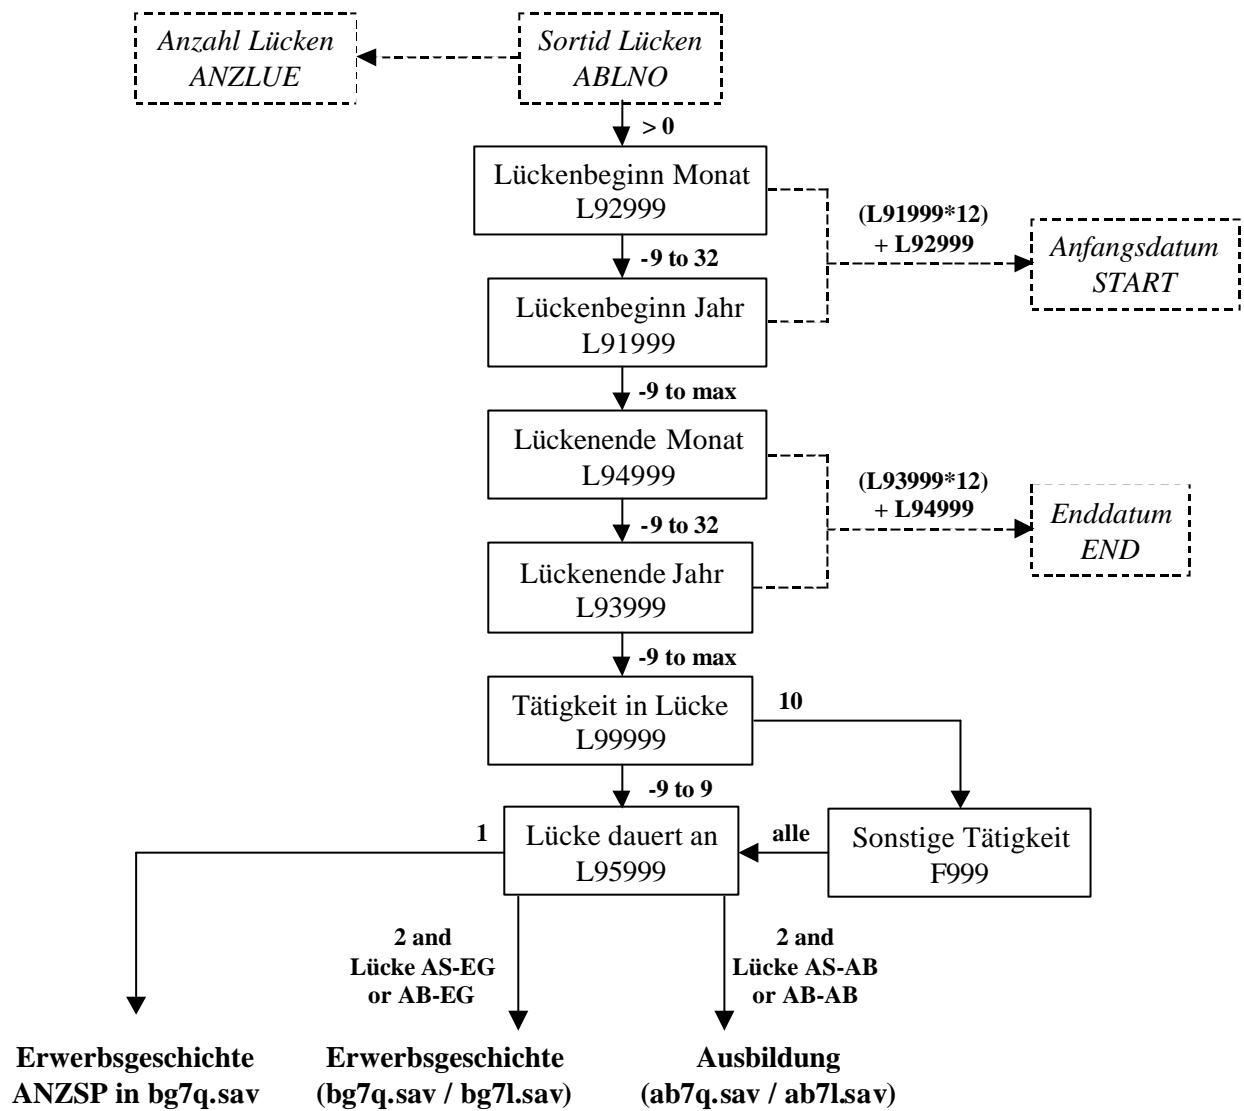 Anzahl Lücken
ANZLUE
Sortid Lücken
ABLNO
> 0
Lückenbeginn Monat
L92999
(L91999*12)
+ L92999
Anfangsdatum
START
-9 to 32
Lückenbeginn Jahr
L91999
-9 to max
Lückenende Monat
L94999
(L93999*12)
+ L94999
Enddatum
END
-9 to 32
Lückenende Jahr
L93999
-9 to max
Tätigkeit in Lücke
L99999
10
-9 to 9
1
Lücke dauert an
L95999
alle
Sonstige Tätigkeit
F999
2 and
Lücke AS-EG
or AB-EG
2 and
Lücke AS-AB
or AB-AB
Erwerbsgeschichte
ANZSP in bg7q.sav
Erwerbsgeschichte
(bg7q.sav / bg7l.sav)
Ausbildung
(ab7q.sav / ab7l.sav)